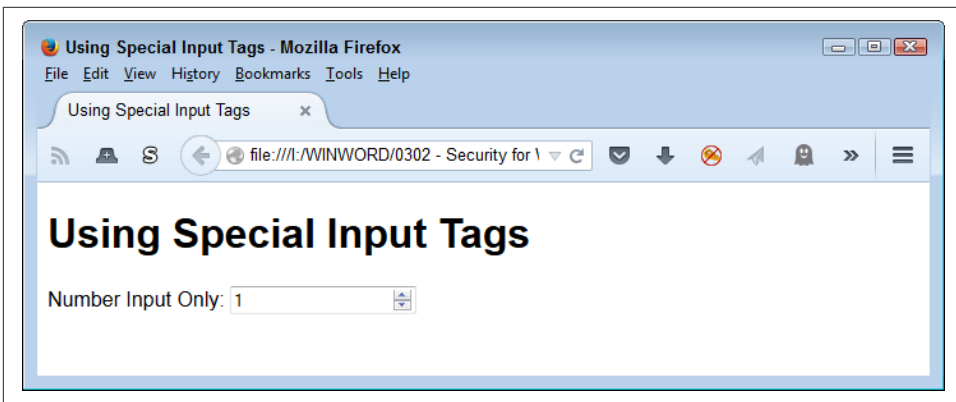 Using Special Input Tags - Mozilla Firefox
File Edit View History Bookmarks Tools Help
Using Special Input Tags
S file:///I:/WINWORD/0302 - Security for
Using Special Input Tags
Number Input Only: 1